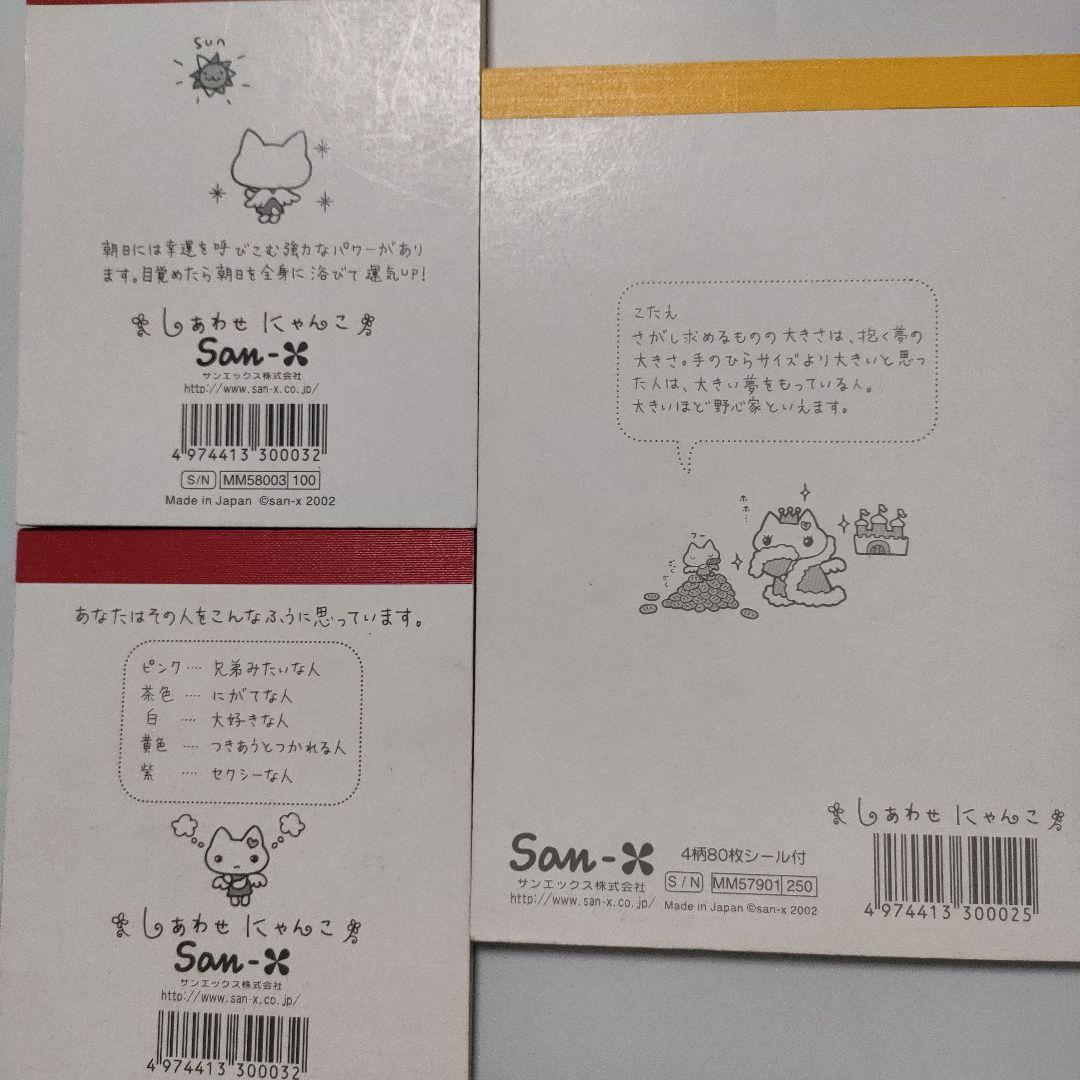 sun
朝日には幸運を呼びこむ強力なパワーがあり
ます。目覚めたら朝日を全身に浴びて運気UP!
しあわせにゃんこ
San-X
サンエックス株式会社
http://www.san-x.co.jp/
4 974413 300032
S/N MM58003 100
Made in Japan ©san-x 2002
あなたはその人をこんなふうに思っています。
ピンク…. 兄弟みたいな人
茶色 …. にがてな人
白 …. 大好きな人
黄色 …. つきあうとつかれる人
紫 …. セクシーな人
しあわせにゃんこ
San-X
サンエックス株式会社
http://www.san-x.co.jp/
4 974413 300032
こたえ
さがし求めるものの大きさは、抱く夢の
大きさ。手のひらサイズより大きいと思っ
た人は、大きい夢をもっている人。
大きいほど野心家といえます。
ホホ…
フー
しあわせにゃんこ
San-X
サンエックス株式会社
http://www.san-x.co.jp/
4柄80枚シール付
S/N MM57901 250
Made in Japan ©san-x 2002
4 974413 300025